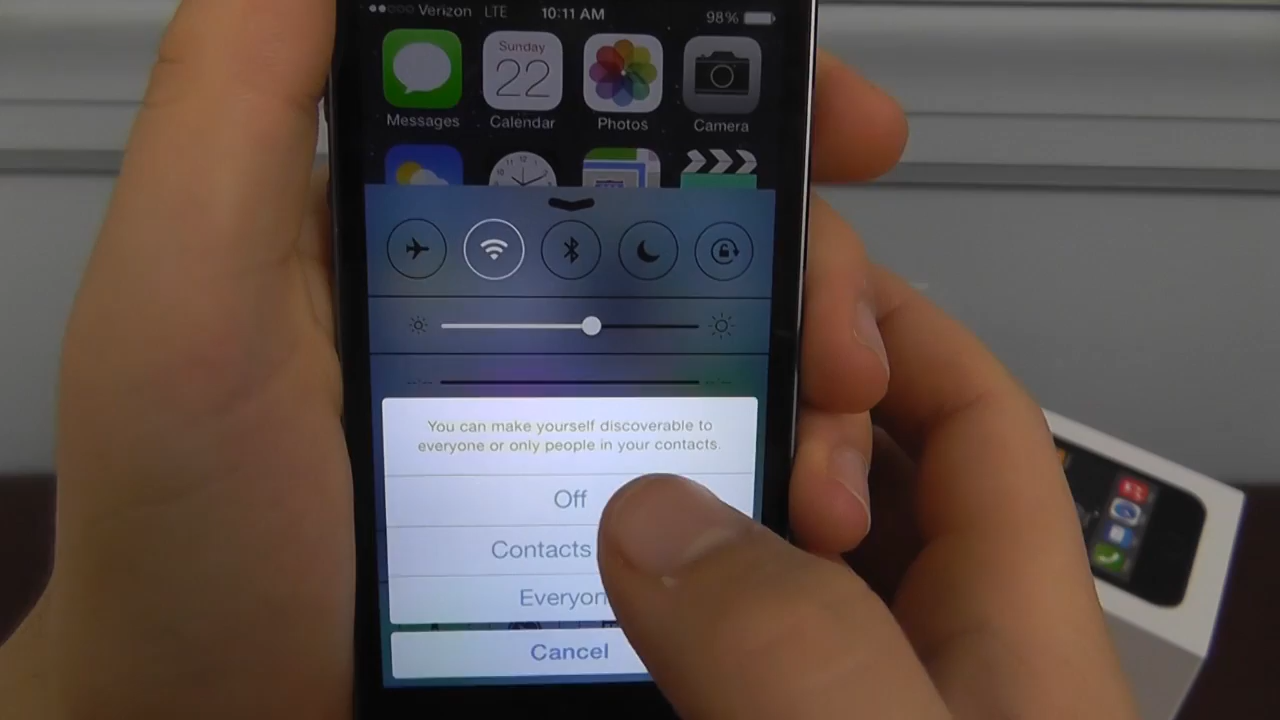 Verizon LTE 10:11 AM 98%
Sunday
22
Messages Calendar Photos Camera
You can make yourself discoverable to
everyone or only people in your contacts.
Off
Contacts
Everyon
Cancel